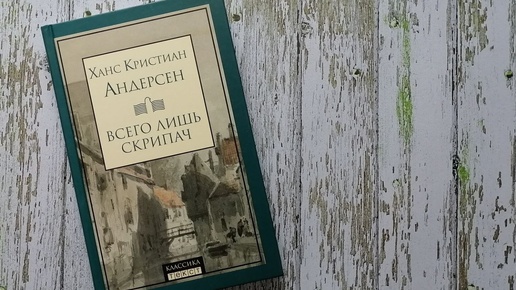 Ханс Кристиан
Андерсен
Всего лишь
скрипач
Классика
ТЕКСТ